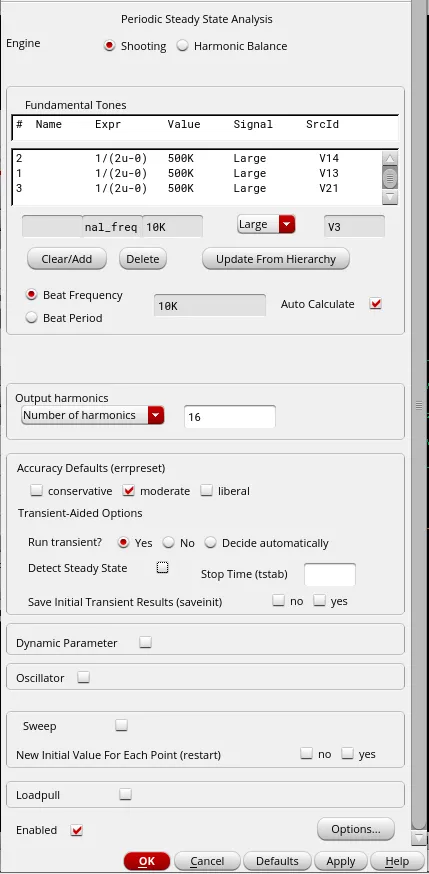 Periodic Steady State Analysis
Engine Shooting Harmonic Balance
Fundamental Tones
# Name Expr Value Signal SrcId
2 1/(2u-0) 500K Large V14
1 1/(2u-0) 500K Large V13
3 1/(2u-0) 500K Large V21
nal_freq 10K Large V3
Clear/Add Delete Update From Hierarchy
Beat Frequency
Beat Period
10K Auto Calculate
Output harmonics
Number of harmonics 16
Accuracy Defaults (errpreset)
conservative moderate liberal
Transient-Aided Options
Run transient? Yes No Decide automatically
Detect Steady State Stop Time (tstab)
Save Initial Transient Results (saveinit) no yes
Dynamic Parameter
Oscillator
Sweep
New Initial Value For Each Point (restart) no yes
Loadpull
Enabled Options...
OK Cancel Defaults Apply Help